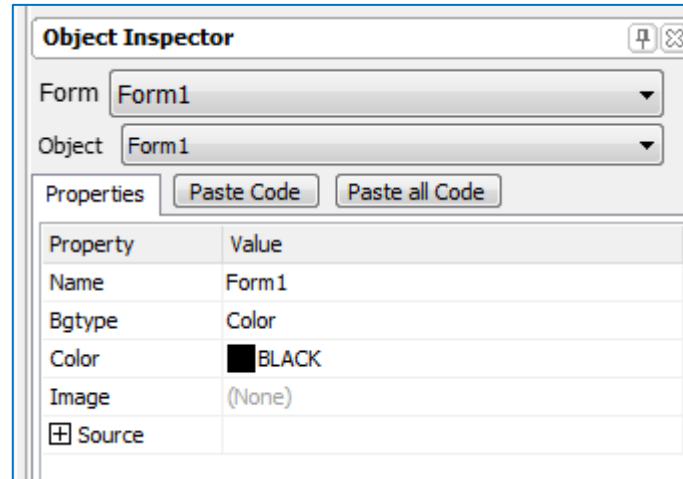 Object Inspector
Form Form1
Object Form1
Properties Paste Code Paste all Code
Property Value
Name Form1
Bgtype Color
Color BLACK
Image (None)
Source